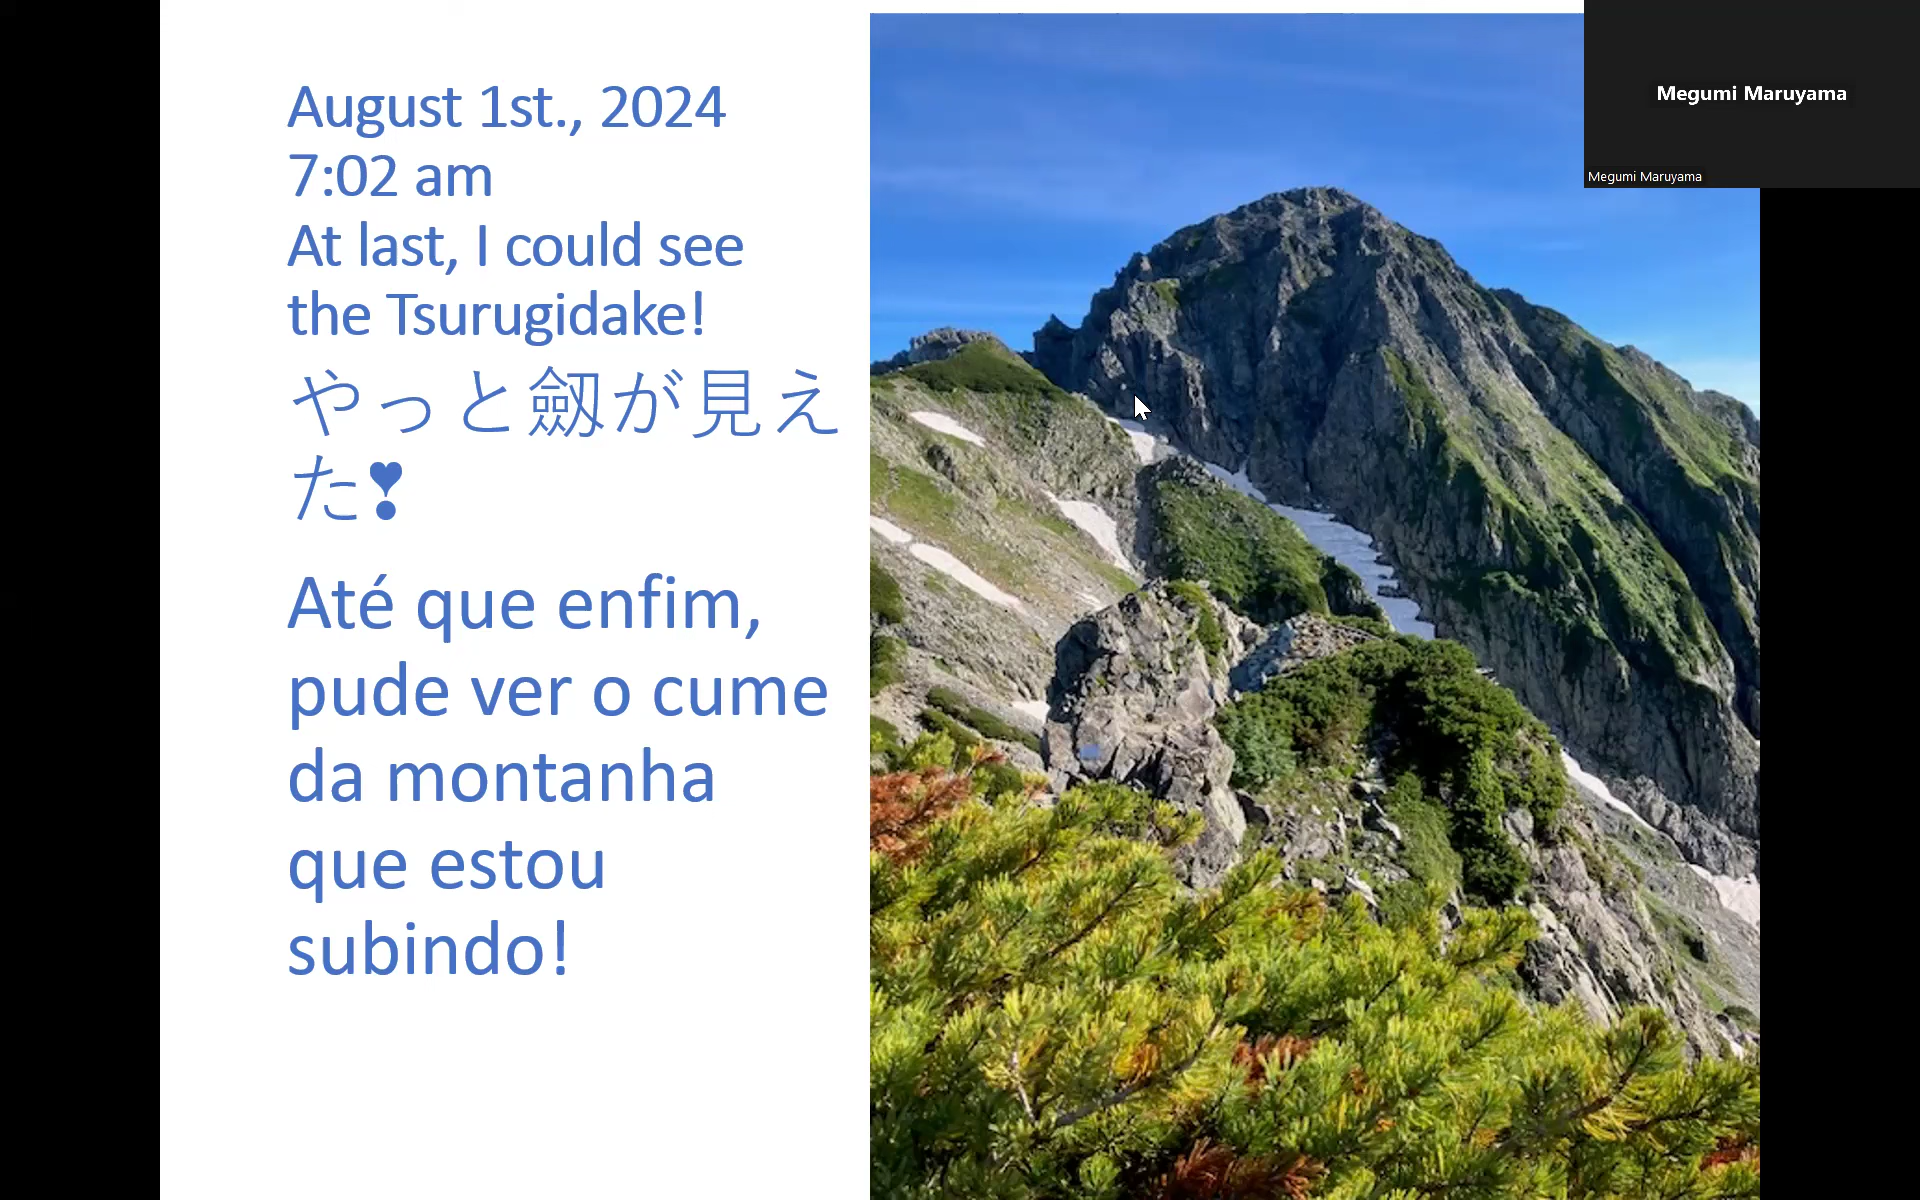 August 1st., 2024
7:02 am
At last, I could see
the Tsurugidake!
やっと劔が見え
た❣
Até que enfim,
pude ver o cume
da montanha
que estou
subindo!
Megumi Maruyama
Megumi Maruyama